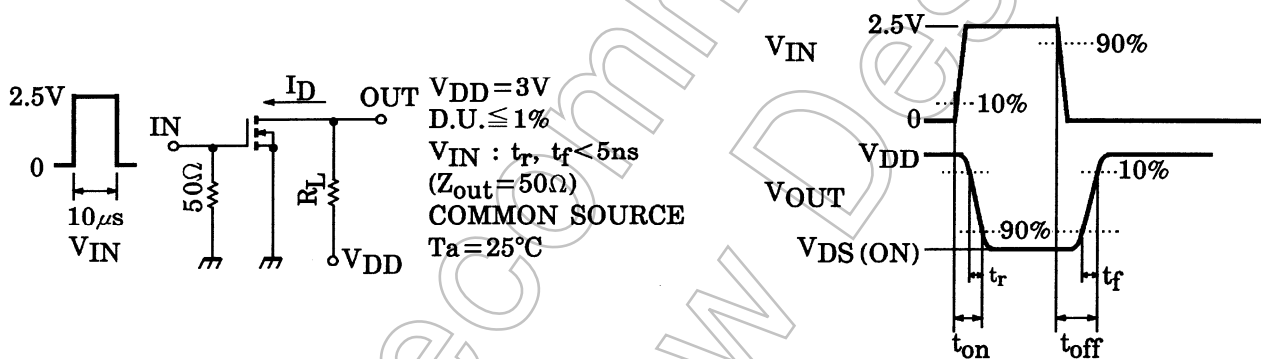 2.5V
0
10μs
VIN
IN
50Ω
ID
OUT
RL
VDD
VDD=3V
D.U.≦1%
VIN : tr, tf<5ns
(Zout=50Ω)
COMMON SOURCE
Ta=25°C
VIN
2.5V
90%
10%
0
VDD
VOUT
10%
90%
VDS (ON)
tr
tf
ton
toff
ecomm
w Des